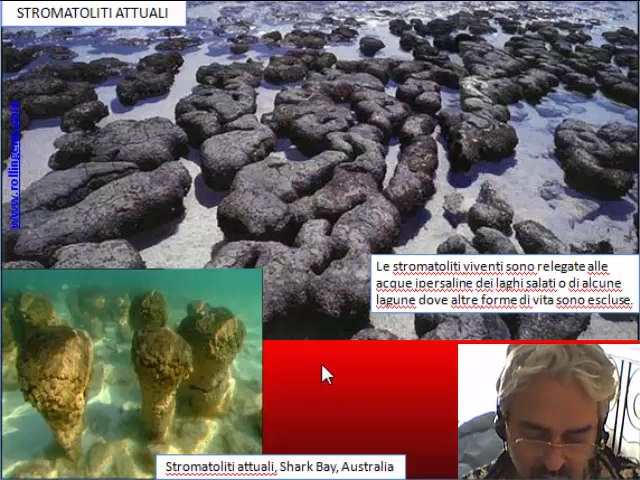 STROMATOLITI ATTUALI
Le stromatoliti viventi sono relegate alle
acque ipersaline dei laghi salati o di alcune
lagune dove altre forme di vita sono escluse.
Stromatoliti attuali, Shark Bay, Australia